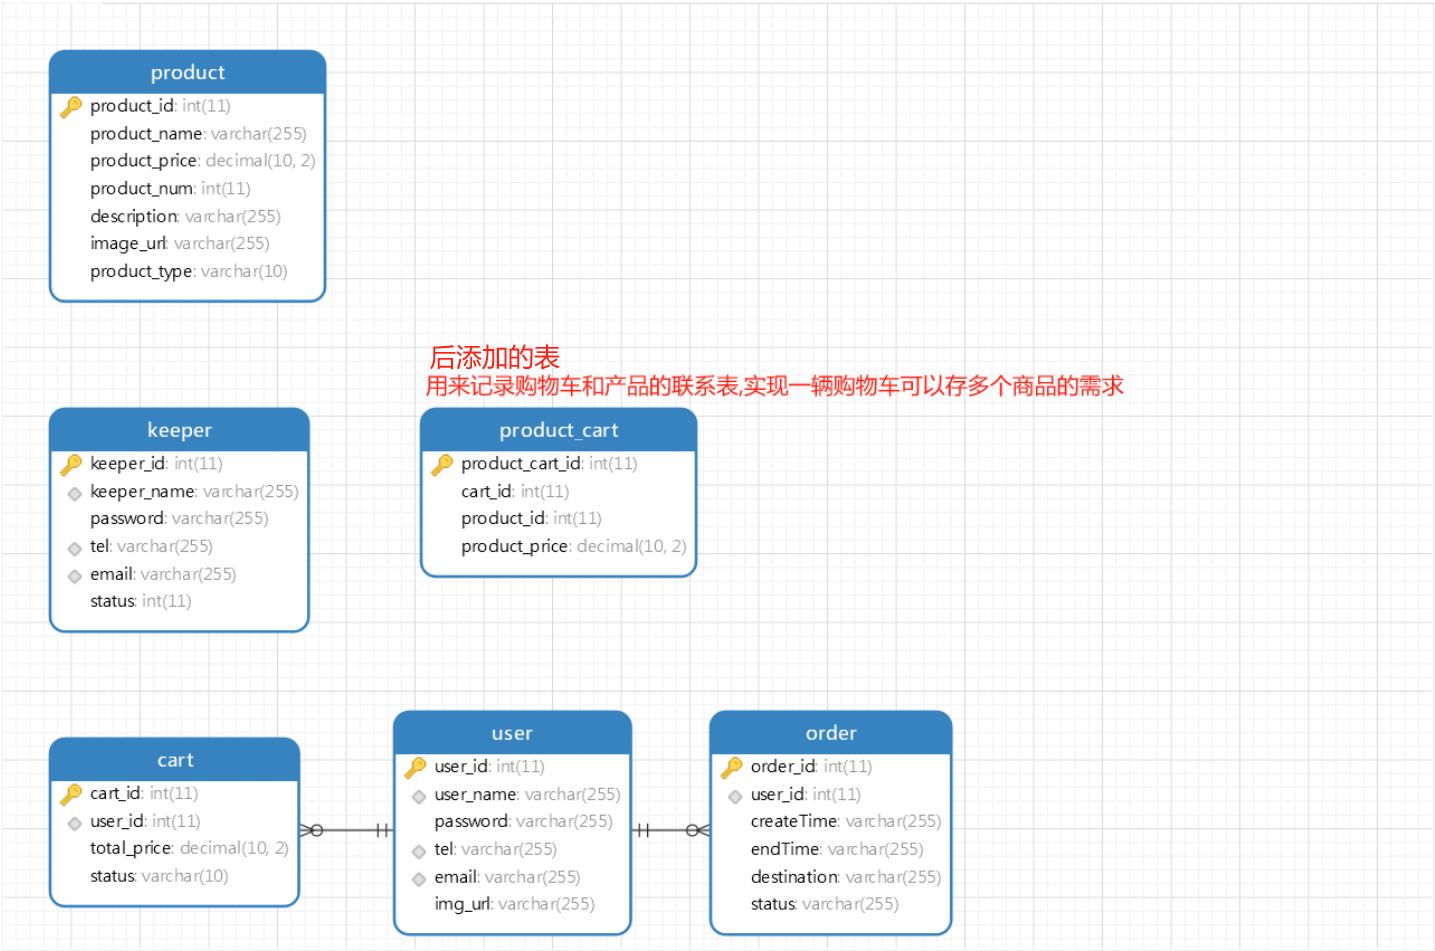 product
product_id: int(11)
product_name: varchar(255)
product_price: decimal(10, 2)
product_num: int(11)
description: varchar(255)
image_url: varchar(255)
product_type: varchar(10)
后添加的表
用来记录购物车和产品的联系表,实现一辆购物车可以存多个商品的需求
keeper
keeper_id: int(11)
keeper_name: varchar(255)
password: varchar(255)
tel: varchar(255)
email: varchar(255)
status: int(11)
product_cart
product_cart_id: int(11)
cart_id: int(11)
product_id: int(11)
product_price: decimal(10, 2)
cart
cart_id: int(11)
user_id: int(11)
total_price: decimal(10, 2)
status: varchar(10)
user
user_id: int(11)
user_name: varchar(255)
password: varchar(255)
tel: varchar(255)
email: varchar(255)
img_url: varchar(255)
order
order_id: int(11)
user_id: int(11)
createTime: varchar(255)
endTime: varchar(255)
destination: varchar(255)
status: varchar(255)